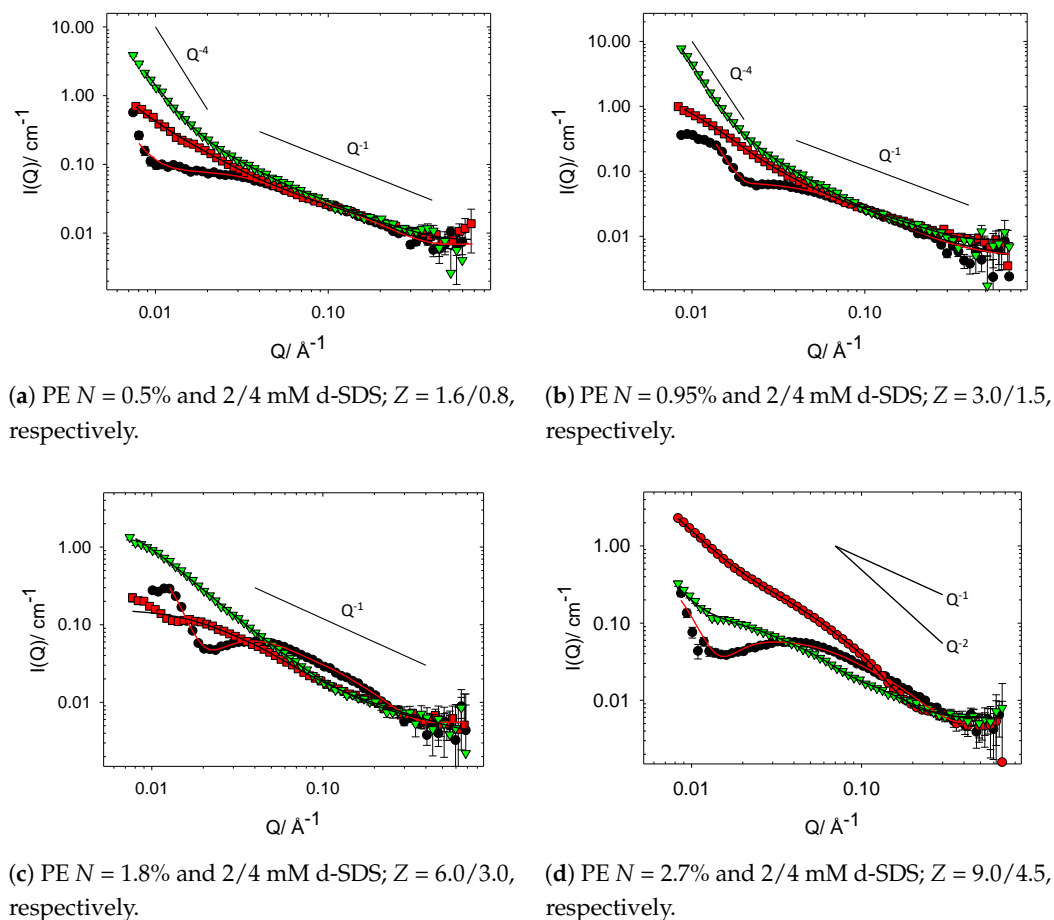 10.00
1.00
0.10
0.01
I(Q)/ cm⁻¹
Q⁻⁴
Q⁻¹
0.01 0.10
Q/ Å⁻¹
10.00
1.00
0.10
0.01
I(Q)/ cm⁻¹
Q⁻⁴
Q⁻¹
0.01 0.10
Q/ Å⁻¹
(a) PE N = 0.5% and 2/4 mM d-SDS; Z = 1.6/0.8,
respectively.
(b) PE N = 0.95% and 2/4 mM d-SDS; Z = 3.0/1.5,
respectively.
1.00
0.10
0.01
I(Q)/ cm⁻¹
Q⁻¹
0.01 0.10
Q/ Å⁻¹
1.00
0.10
0.01
I(Q)/ cm⁻¹
Q⁻¹
Q⁻²
0.01 0.10
Q/ Å⁻¹
(c) PE N = 1.8% and 2/4 mM d-SDS; Z = 6.0/3.0,
respectively.
(d) PE N = 2.7% and 2/4 mM d-SDS; Z = 9.0/4.5,
respectively.